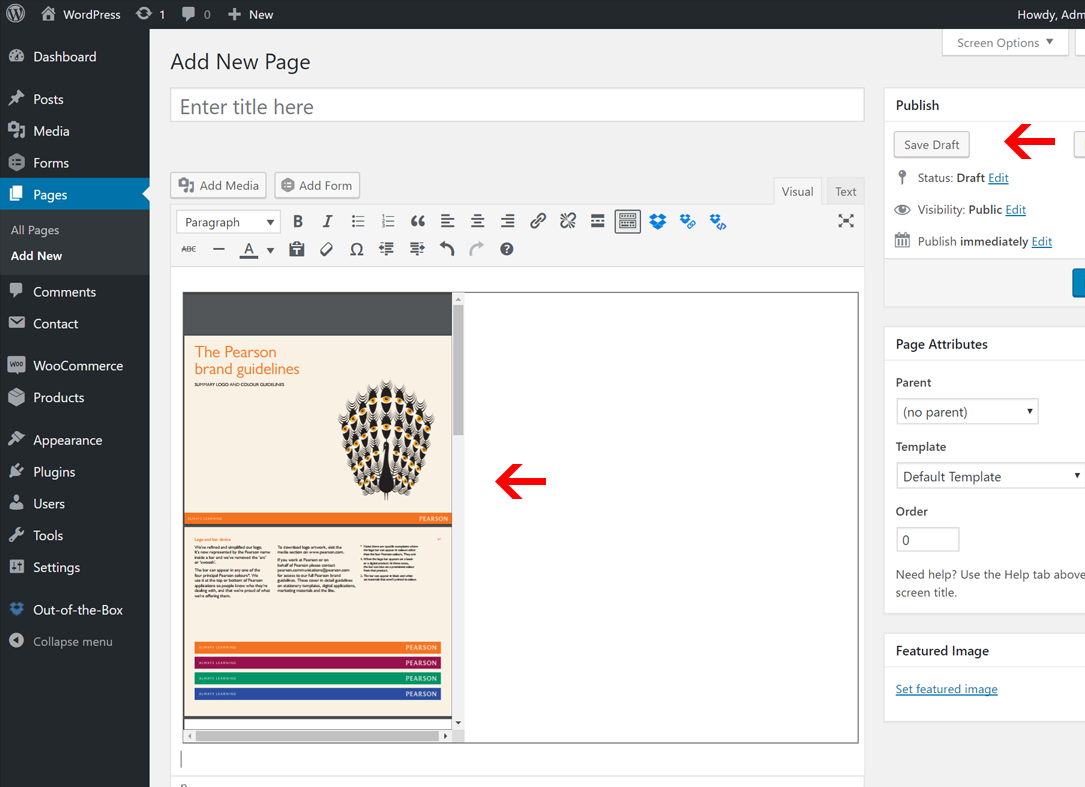 WordPress 1 0 New Howdy, Adm
Screen Options
Dashboard
Posts
Media
Forms
Pages
All Pages
Add New
Comments
Contact
WOO WooCommerce
Products
Appearance
Plugins
Users
Tools
Settings
Out-of-the-Box
Collapse menu
Add New Page
Enter title here
Add Media Add Form
Visual Text
Paragraph B I
ABC A T Ω
The Pearson
brand guidelines
SUMMARY LOGO AND COLOUR GUIDELINES
ALWAYS LEARNING PEARSON
Logo and bar device
We've refined and simplified our logo.
It's now represented by the Pearson name
inside a bar and we've removed the 'arc'
or 'swoosh'.
The bar can appear in any one of the
four principal Pearson colours*. We
use it at the top or bottom of Pearson
applications so people know who they're
dealing with, and that we're proud of what
we're offering them.
To download logo artwork, visit the
media section on www.pearson.com.
If you work at Pearson or on
behalf of Pearson please contact
pearson.communications@pearson.com
for access to our full Pearson brand
guidelines. These cover in detail guidelines
on stationery templates, digital applications,
marketing materials and the like.
ALWAYS LEARNING PEARSON
ALWAYS LEARNING PEARSON
ALWAYS LEARNING PEARSON
ALWAYS LEARNING PEARSON
Publish
Save Draft
Status: Draft Edit
Visibility: Public Edit
Publish immediately Edit
Page Attributes
Parent
(no parent)
Template
Default Template
Order
0
Need help? Use the Help tab above
screen title.
Featured Image
Set featured image